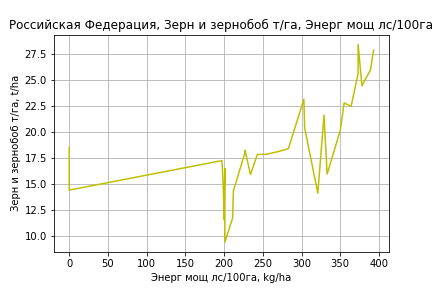 Российская Федерация, Зерн и зернобоб т/га, Энерг мощ лс/100га
27.5
25.0
22.5
20.0
17.5
15.0
12.5
10.0
Зерн и зернобоб т/га, t/ha
0 50 100 150 200 250 300 350 400
Энерг мощ лс/100га, kg/ha